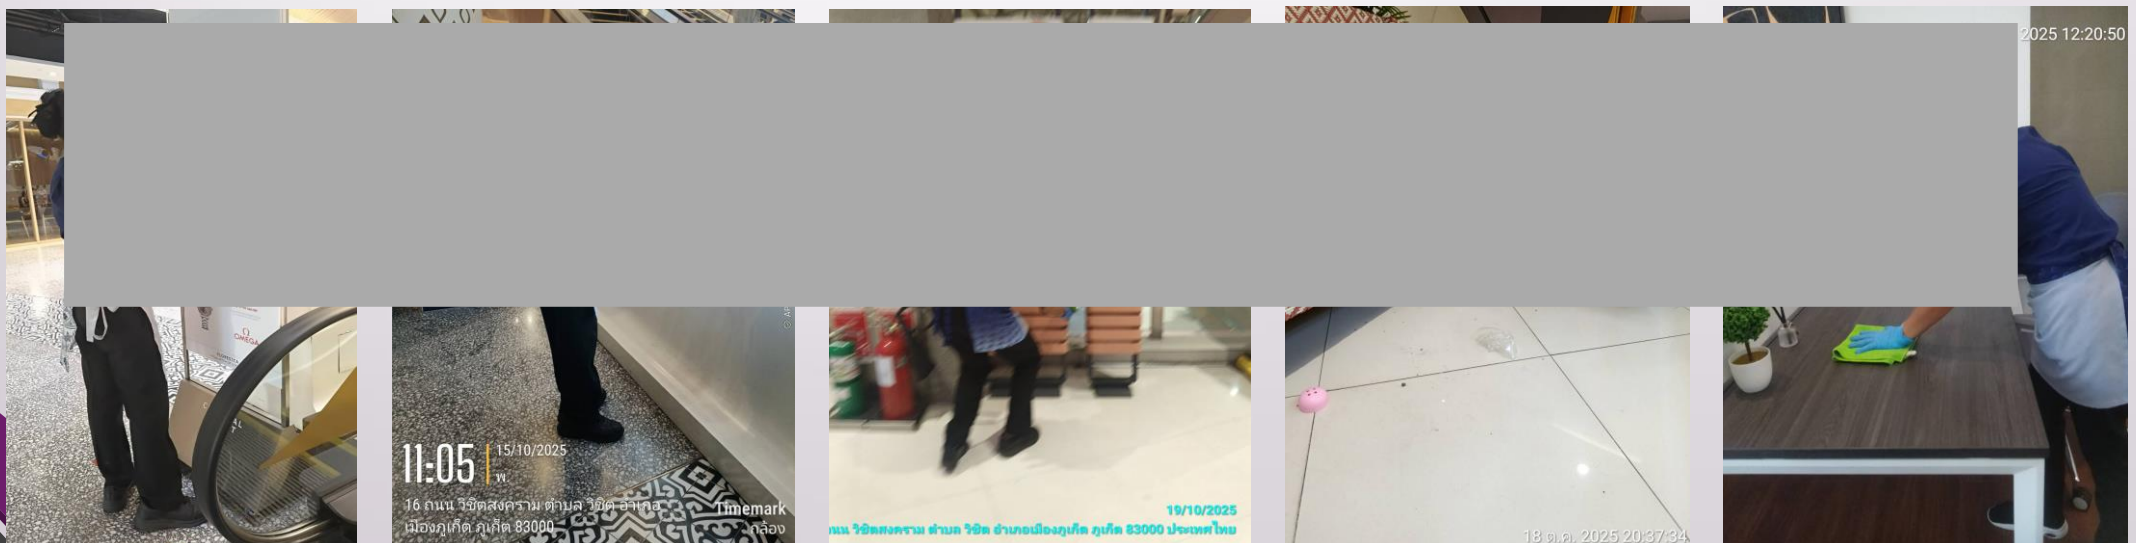 2025 12:20:50
OMEGA
11:05
15/10/2025
พ.
16 ถนน วิชิตสงคราม ตำบล วิชิต อำเภอ
เมืองภูเก็ต ภูเก็ต 83000
Timemark
กล้อง
19/10/2025
ถนน วิชิตสงคราม ตำบล วิชิต อำเภอเมืองภูเก็ต ภูเก็ต 83000 ประเทศไทย
18 ต.ค. 2025 20:37:34